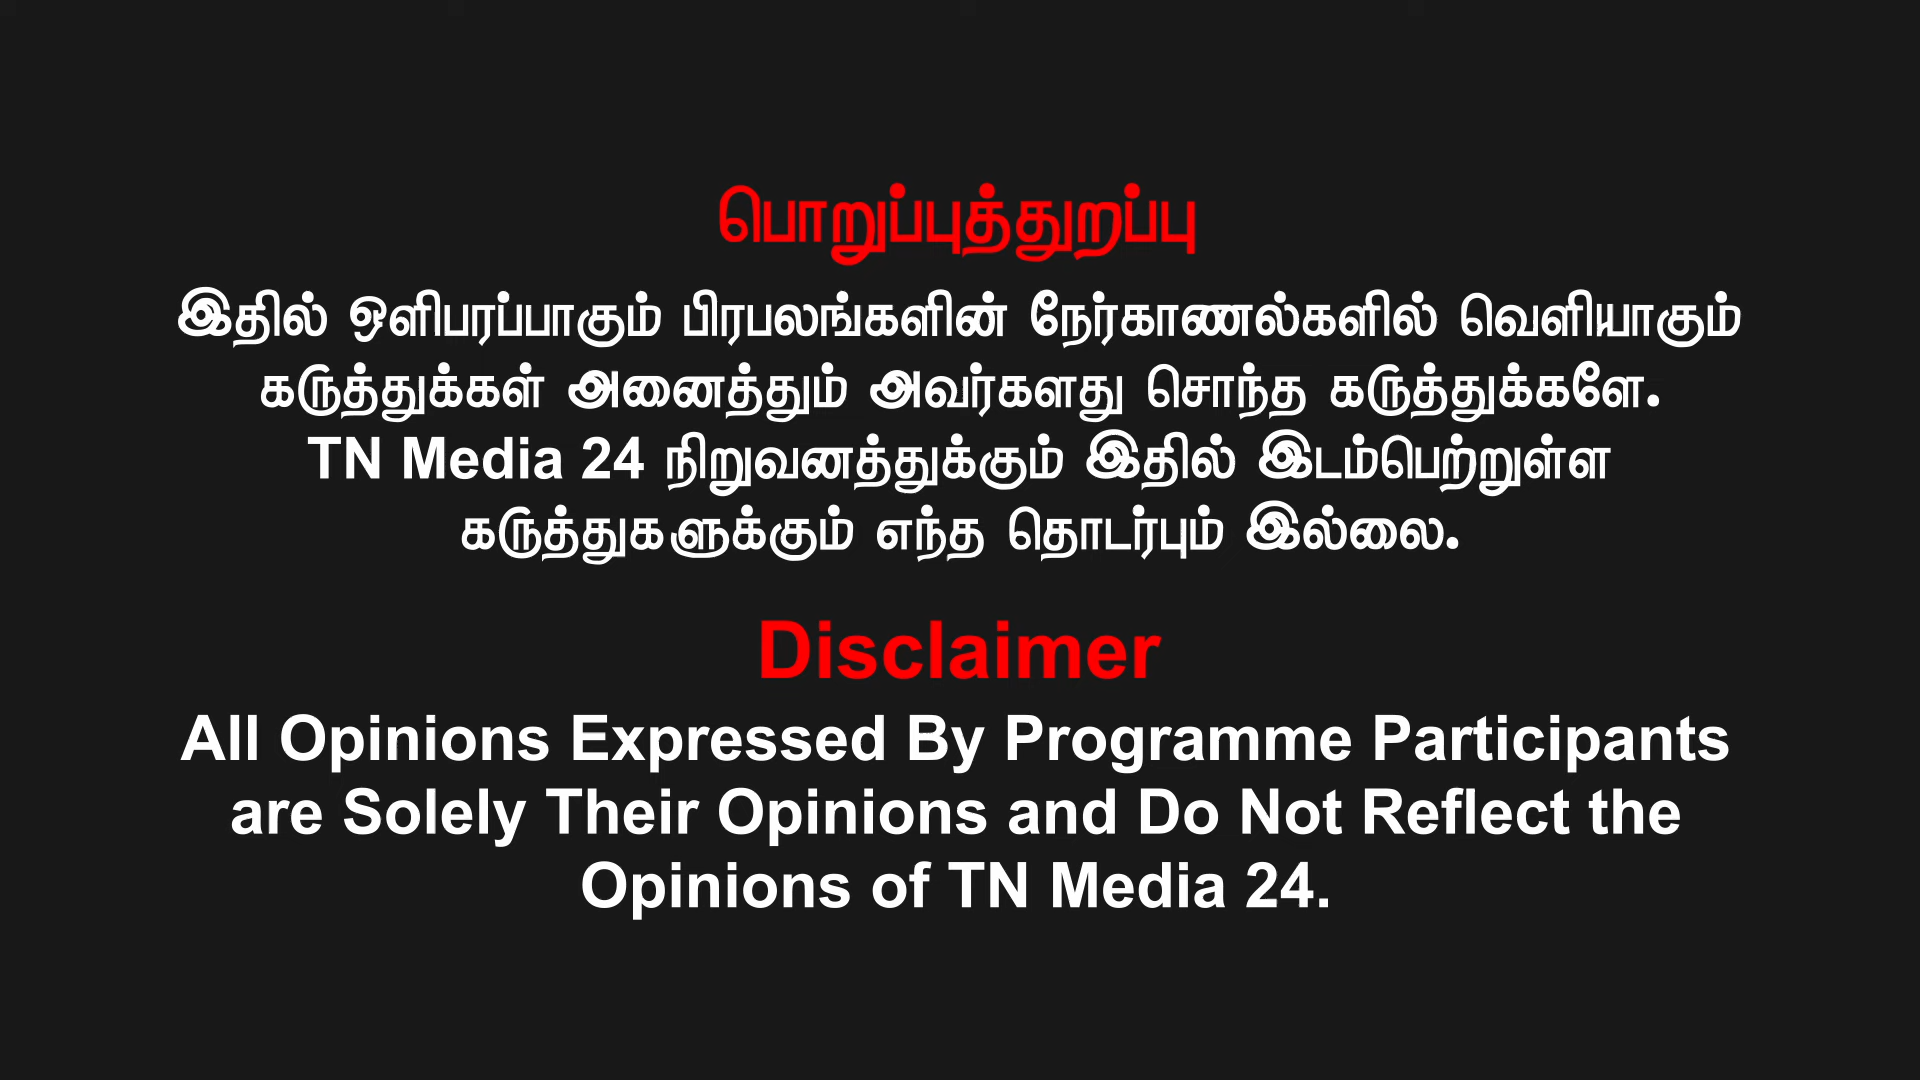 பொறுப்புத்துறப்பு
இதில் ஒளிபரப்பாகும் பிரபலங்களின் நேர்காணல்களில் வெளியாகும்
கருத்துக்கள் அனைத்தும் அவர்களது சொந்த கருத்துக்களே.
TN Media 24 நிறுவனத்துக்கும் இதில் இடம்பெற்றுள்ள
கருத்துகளுக்கும் எந்த தொடர்பும் இல்லை.
Disclaimer
All Opinions Expressed By Programme Participants
are Solely Their Opinions and Do Not Reflect the
Opinions of TN Media 24.